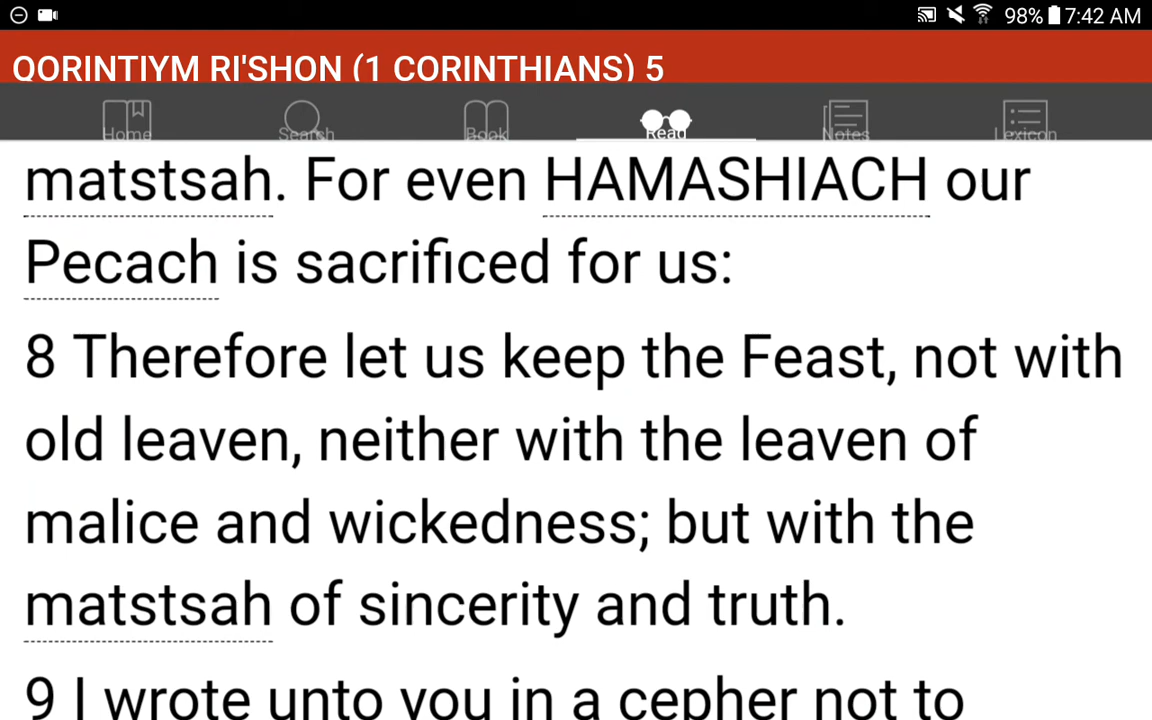 98% 7:42 AM
QORINTIYM RI'SHON (1 CORINTHIANS) 5
Home Search Book Read Notes Lexicon
matstsah. For even HAMASHIACH our
Pecach is sacrificed for us:
8 Therefore let us keep the Feast, not with
old leaven, neither with the leaven of
malice and wickedness; but with the
matstsah of sincerity and truth.
9 I wrote unto you in a cepher not to